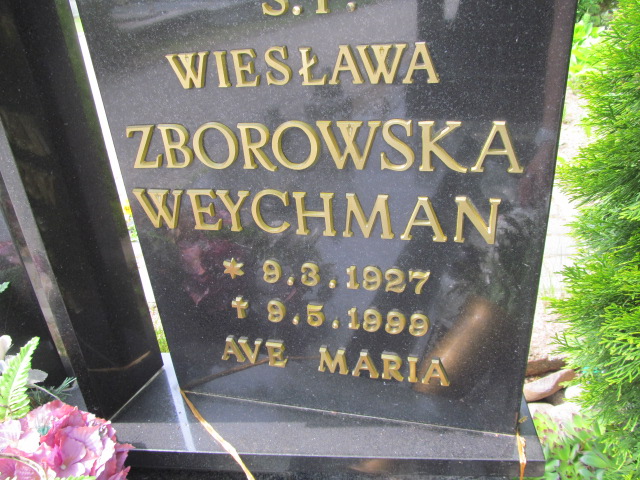 Ś.P.
WIESŁAWA
ZBOROWSKA
WEYCHMAN
* 9.3.1927
✝ 9.5.1999
AVE MARIA